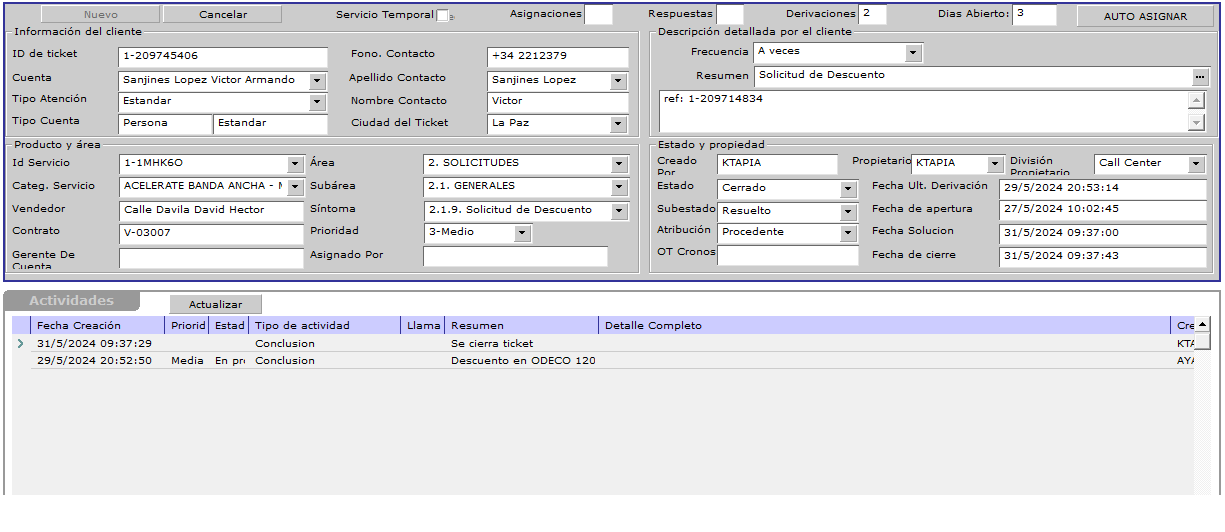 Nuevo Cancelar Servicio Temporal Asignaciones Respuestas Derivaciones 2 Dias Abierto: 3 AUTO ASIGNAR
Información del cliente
ID de ticket 1-209745406 Fono. Contacto +34 2212379
Cuenta Sanjines Lopez Victor Armando Apellido Contacto Sanjines Lopez
Tipo Atención Estandar Nombre Contacto Victor
Tipo Cuenta Persona Estandar Ciudad del Ticket La Paz
Descripción detallada por el cliente
Frecuencia A veces
Resumen Solicitud de Descuento
ref: 1-209714834
Producto y área
Id Servicio 1-1MHK6O Área 2. SOLICITUDES
Categ. Servicio ACELERATE BANDA ANCHA - Subárea 2.1. GENERALES
Vendedor Calle Davila David Hector Síntoma 2.1.9. Solicitud de Descuento
Contrato V-03007 Prioridad 3-Medio
Gerente De Cuenta Asignado Por
Estado y propiedad
Creado Por KTAPIA Propietario KTAPIA División Propietario Call Center
Estado Cerrado Fecha Ult. Derivación 29/5/2024 20:53:14
Subestado Resuelto Fecha de apertura 27/5/2024 10:02:45
Atribución Procedente Fecha Solucion 31/5/2024 09:37:00
OT Cronos Fecha de cierre 31/5/2024 09:37:43
Actividades Actualizar
Fecha Creación Priorid Estad Tipo de actividad Llama Resumen Detalle Completo Cre
31/5/2024 09:37:29 Conclusion Se cierra ticket KTA
29/5/2024 20:52:50 Media En pr Conclusion Descuento en ODECO 120 AYA